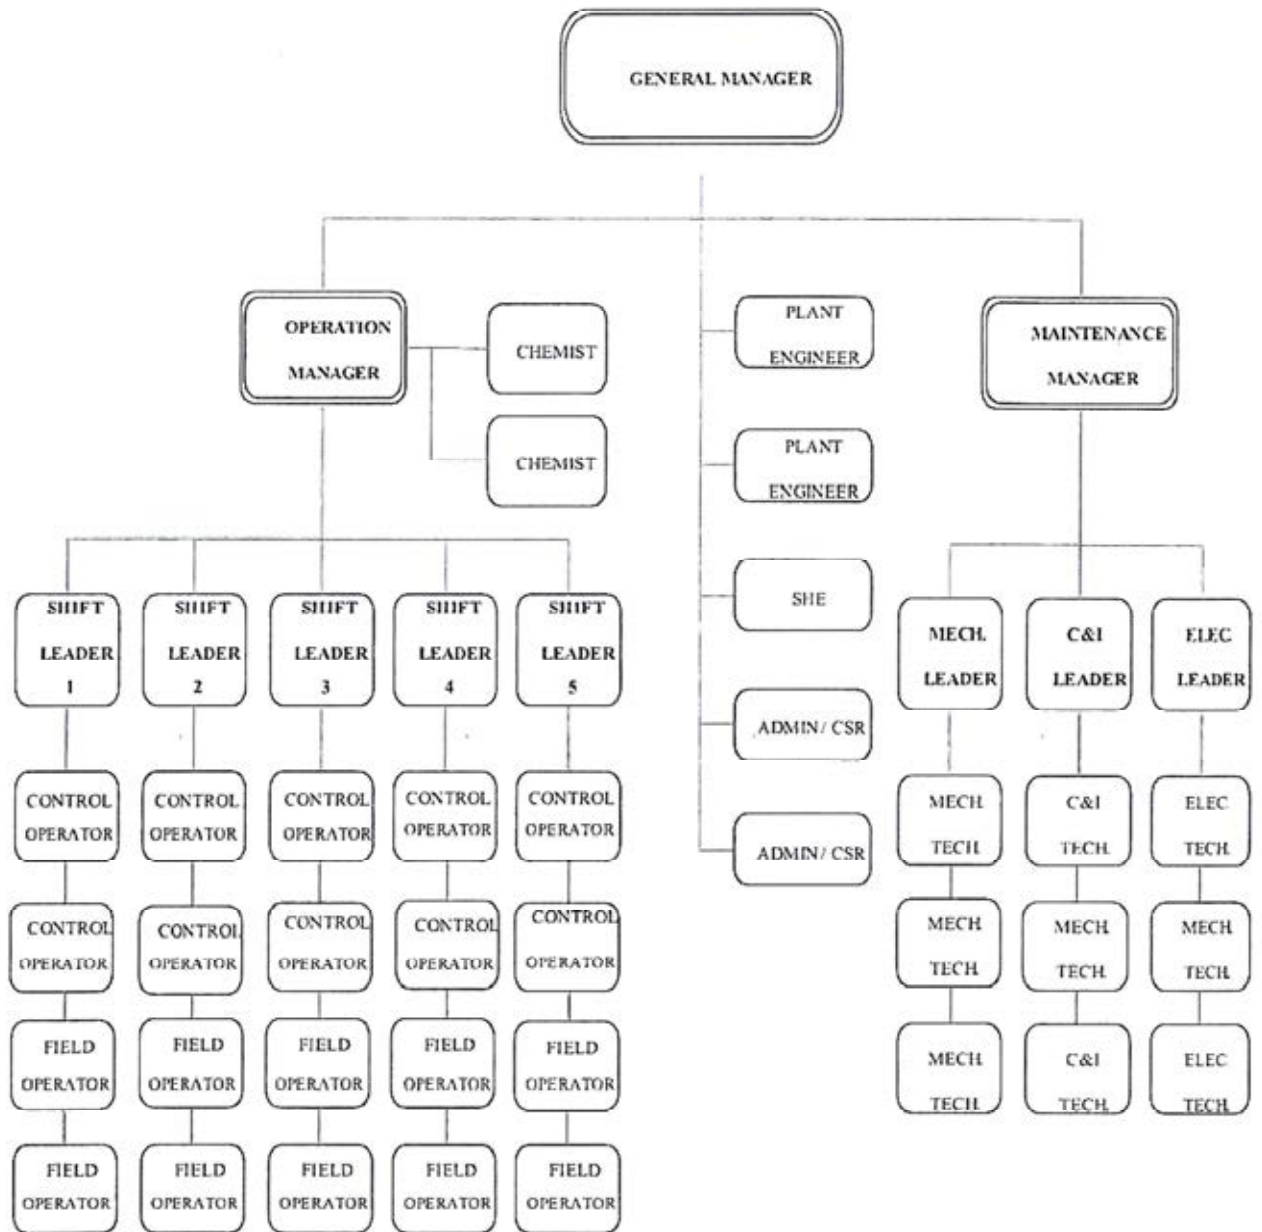 GENERAL MANAGER
OPERATION
MANAGER
CHEMIST
CHEMIST
PLANT
ENGINEER
PLANT
ENGINEER
SHE
ADMIN/ CSR
ADMIN/ CSR
MAINTENANCE
MANAGER
SHIFT
LEADER
1
SHIFT
LEADER
2
SHIFT
LEADER
3
SHIFT
LEADER
4
SHIFT
LEADER
5
CONTROL
OPERATOR
CONTROL
OPERATOR
CONTROL
OPERATOR
CONTROL
OPERATOR
CONTROL
OPERATOR
CONTROL
OPERATOR
CONTROL
OPERATOR
CONTROL
OPERATOR
CONTROL
OPERATOR
CONTROL
OPERATOR
FIELD
OPERATOR
FIELD
OPERATOR
FIELD
OPERATOR
FIELD
OPERATOR
FIELD
OPERATOR
FIELD
OPERATOR
FIELD
OPERATOR
FIELD
OPERATOR
FIELD
OPERATOR
FIELD
OPERATOR
MECH.
LEADER
C&I
LEADER
ELEC
LEADER
MECH
TECH.
C&I
TECH.
ELEC
TECH.
MECH
TECH.
MECH
TECH.
MECH
TECH.
MECH
TECH.
C&I
TECH.
ELEC
TECH.